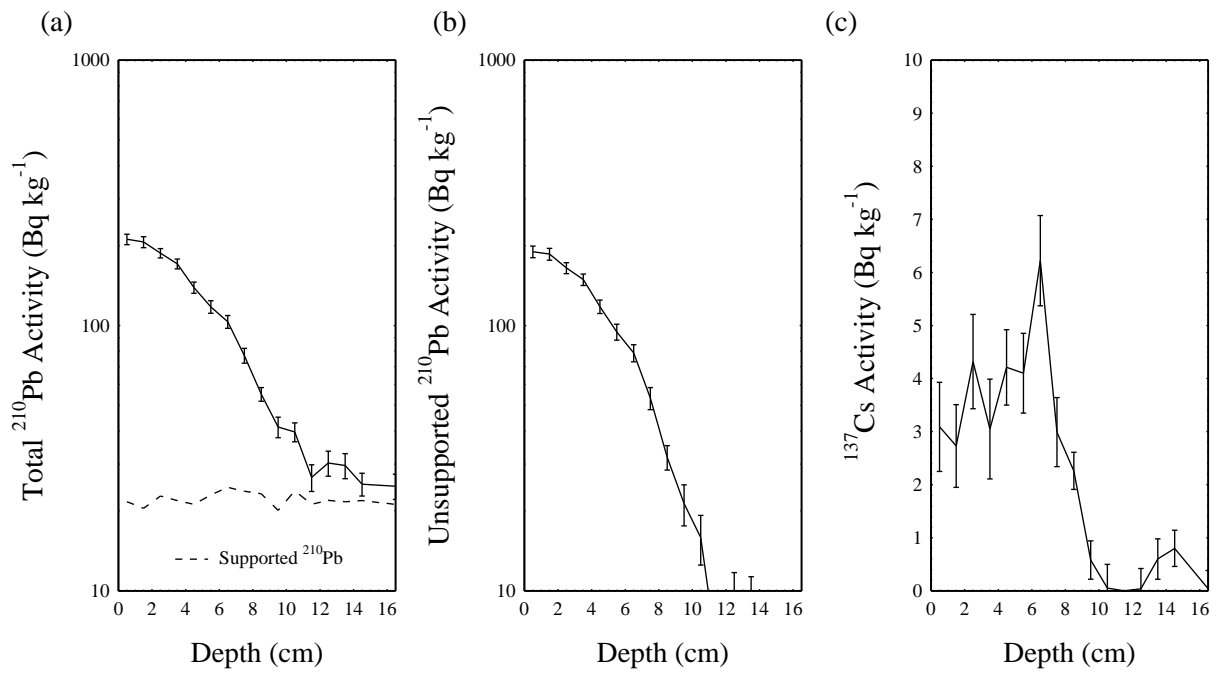 (a)
(b)
(c)
Total ²¹⁰Pb Activity (Bq kg⁻¹)
1000
100
10
0 2 4 6 8 10 12 14 16
Depth (cm)
Supported ²¹⁰Pb
Unsupported ²¹⁰Pb Activity (Bq kg⁻¹)
1000
100
10
0 2 4 6 8 10 12 14 16
Depth (cm)
¹³⁷Cs Activity (Bq kg⁻¹)
10
9
8
7
6
5
4
3
2
1
0
0 2 4 6 8 10 12 14 16
Depth (cm)